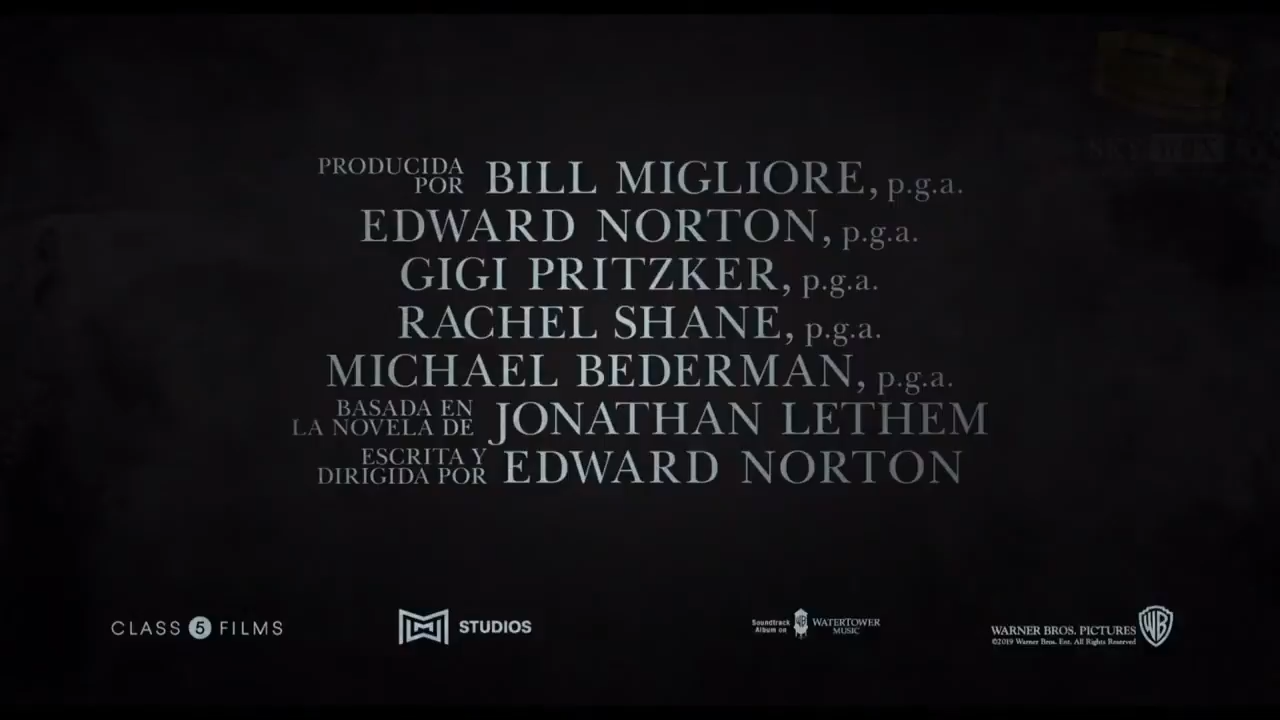 PRODUCIDA
POR BILL MIGLIORE, p.g.a.
EDWARD NORTON, p.g.a.
GIGI PRITZKER, p.g.a.
RACHEL SHANE, p.g.a.
MICHAEL BEDERMAN, p.g.a.
BASADA EN
LA NOVELA DE JONATHAN LETHEM
ESCRITA Y
DIRIGIDA POR EDWARD NORTON
CLASS 5 FILMS
STUDIOS
Soundtrack
Album on
WATERTOWER
MUSIC
WARNER BROS. PICTURES
©2019 Warner Bros. Ent. All Rights Reserved
WB